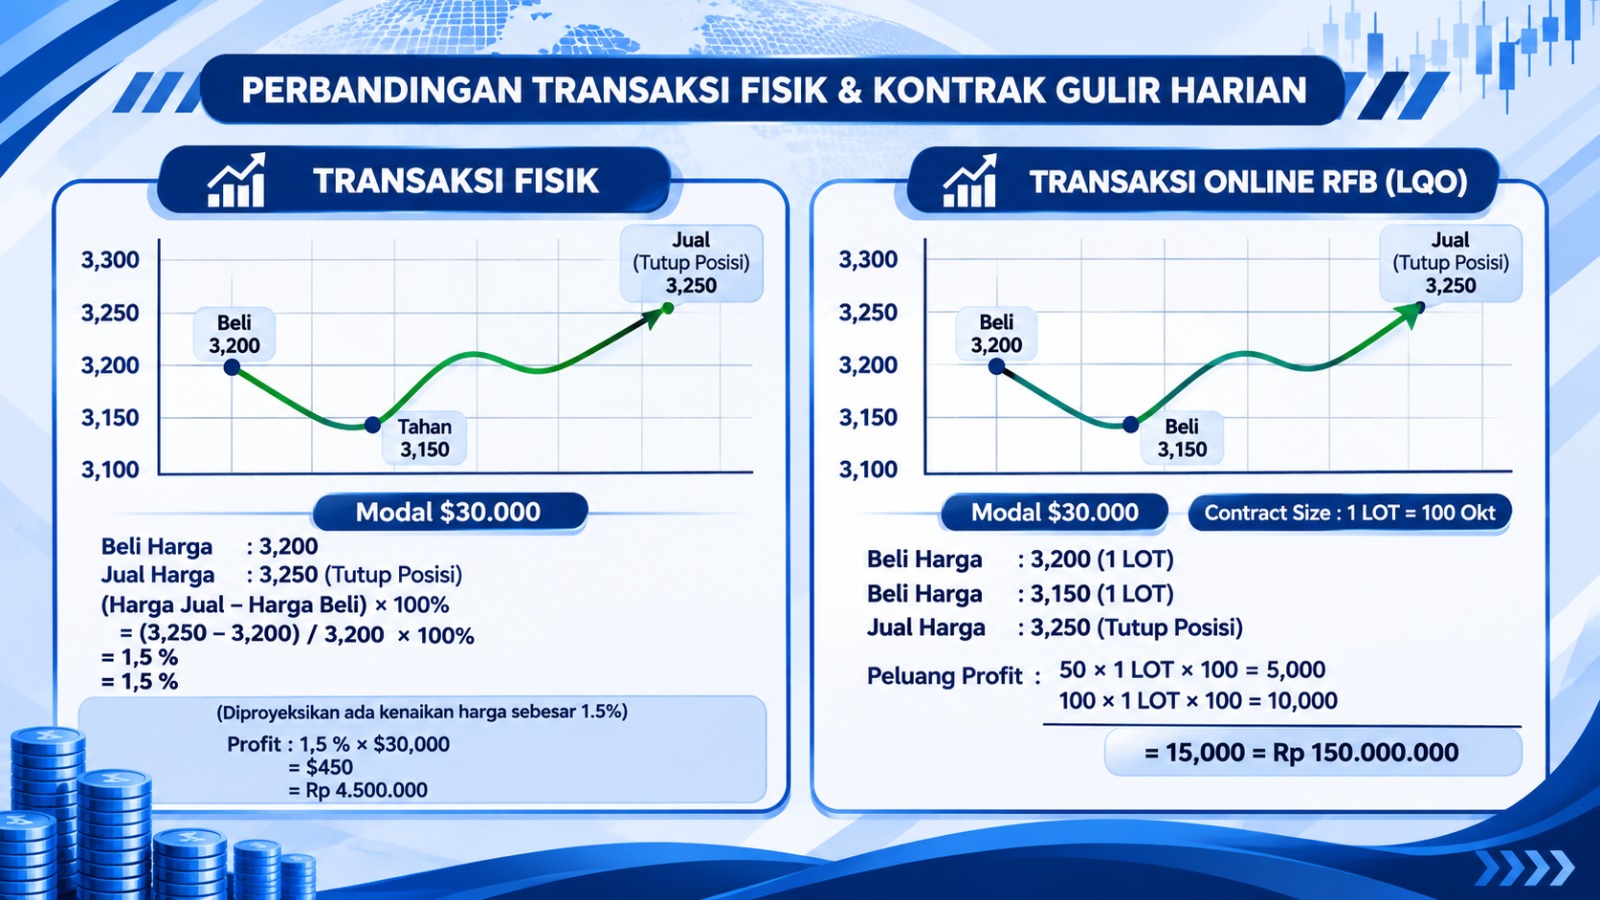 PERBANDINGAN TRANSAKSI FISIK & KONTRAK GULIR HARIAN
TRANSAKSI FISIK
3,300
3,250
3,200
3,150
3,100
Beli
3,200
Tahan
3,150
Jual
(Tutup Posisi)
3,250
Modal $30.000
Beli Harga : 3,200
Jual Harga : 3,250 (Tutup Posisi)
(Harga Jual – Harga Beli) × 100%
= (3,250 – 3,200) / 3,200 × 100%
= 1,5 %
= 1,5 %
(Diproyeksikan ada kenaikan harga sebesar 1.5%)
Profit : 1,5 % × $30,000
= $450
= Rp 4.500.000
TRANSAKSI ONLINE RFB (LQO)
3,300
3,250
3,200
3,150
3,100
Beli
3,200
Beli
3,150
Jual
(Tutup Posisi)
3,250
Modal $30.000
Contract Size : 1 LOT = 100 Okt
Beli Harga : 3,200 (1 LOT)
Beli Harga : 3,150 (1 LOT)
Jual Harga : 3,250 (Tutup Posisi)
Peluang Profit : 50 × 1 LOT × 100 = 5,000
100 × 1 LOT × 100 = 10,000
= 15,000 = Rp 150.000.000